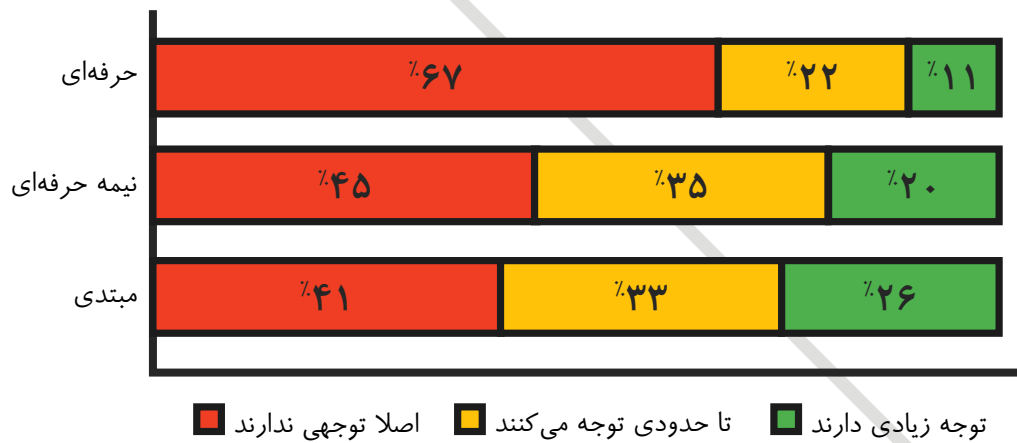 حرفه‌ای ۶۷٪ ۲۲٪ ۱۱٪
نیمه حرفه‌ای ۴۵٪ ۳۵٪ ۲۰٪
مبتدی ۴۱٪ ۳۳٪ ۲۶٪
توجه زیادی دارند تا حدودی توجه می‌کنند اصلا توجهی ندارند